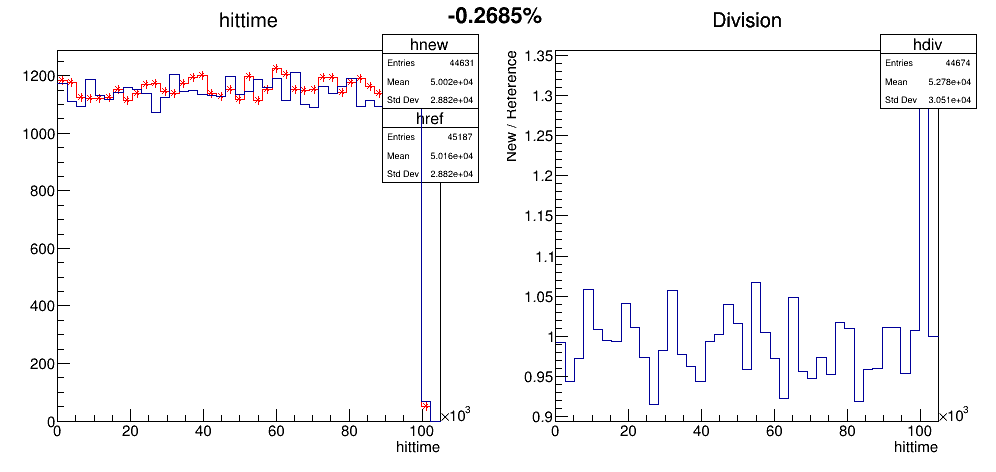 -0.2685%
hittime
hnew
Entries 44631
Mean 5.002e+04
Std Dev 2.882e+04
href
Entries 45187
Mean 5.016e+04
Std Dev 2.882e+04
1200
1000
800
600
400
200
0
0 20 40 60 80 100
×10³
hittime
Division
hdiv
Entries 44674
Mean 5.278e+04
Std Dev 3.051e+04
New / Reference
1.35
1.3
1.25
1.2
1.15
1.1
1.05
1
0.95
0.9
0 20 40 60 80 100
×10³
hittime